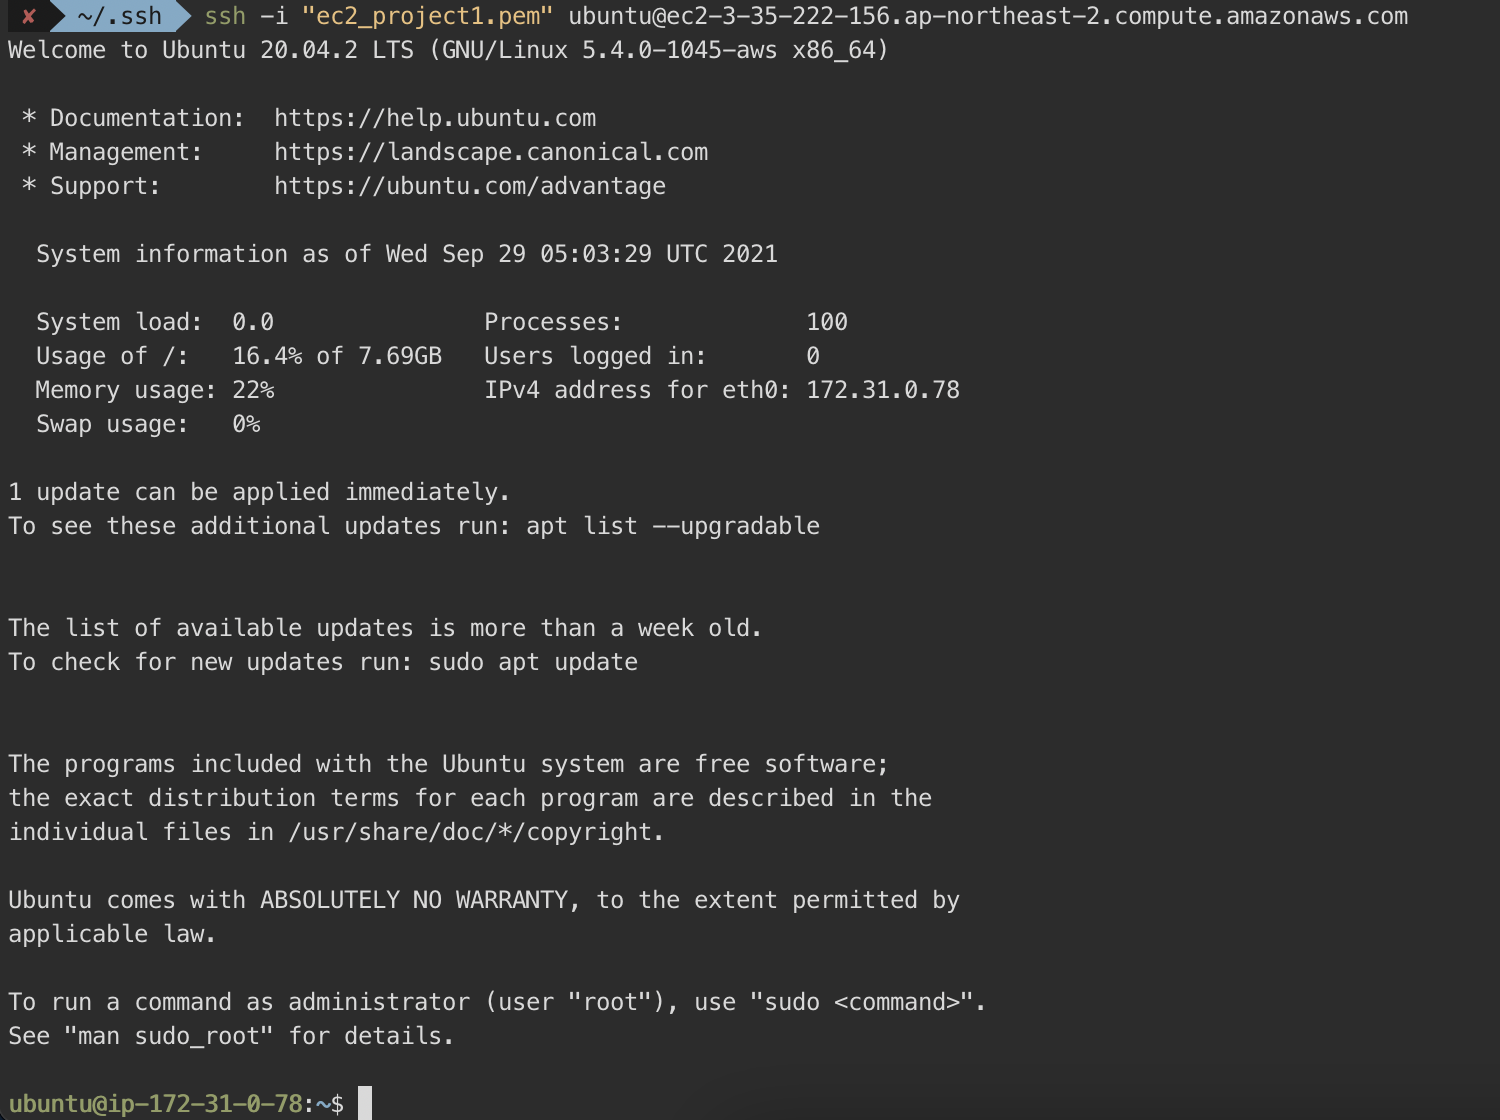 ✘ ~/.ssh ssh -i "ec2_project1.pem" ubuntu@ec2-3-35-222-156.ap-northeast-2.compute.amazonaws.com
Welcome to Ubuntu 20.04.2 LTS (GNU/Linux 5.4.0-1045-aws x86_64)
* Documentation:  https://help.ubuntu.com
* Management:     https://landscape.canonical.com
* Support:        https://ubuntu.com/advantage
System information as of Wed Sep 29 05:03:29 UTC 2021
System load:  0.0               Processes:             100
Usage of /:   16.4% of 7.69GB   Users logged in:       0
Memory usage: 22%               IPv4 address for eth0: 172.31.0.78
Swap usage:   0%
1 update can be applied immediately.
To see these additional updates run: apt list --upgradable
The list of available updates is more than a week old.
To check for new updates run: sudo apt update
The programs included with the Ubuntu system are free software;
the exact distribution terms for each program are described in the
individual files in /usr/share/doc/*/copyright.
Ubuntu comes with ABSOLUTELY NO WARRANTY, to the extent permitted by
applicable law.
To run a command as administrator (user "root"), use "sudo <command>".
See "man sudo_root" for details.
ubuntu@ip-172-31-0-78:~$